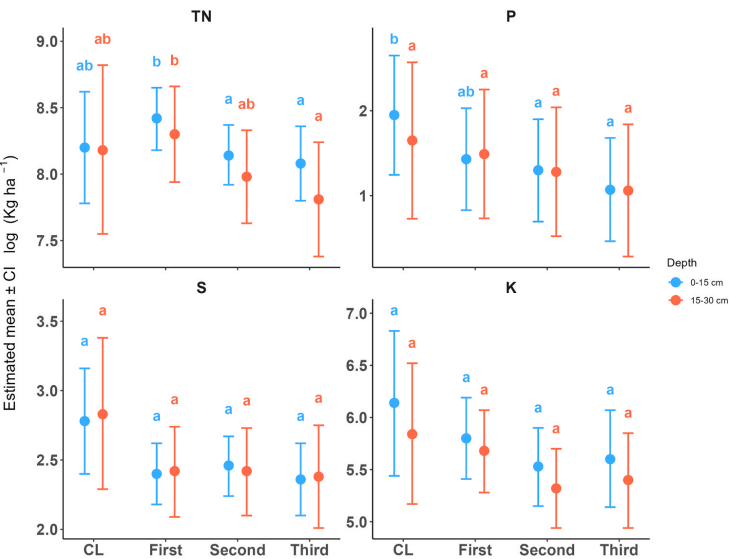 TN
P
9.0
8.5
8.0
7.5
ab
ab
b
b
a
ab
a
a
2
1
b
a
ab
a
a
a
a
a
Estimated mean ± CI log (Kg ha⁻¹)
Depth
0-15 cm
15-30 cm
S
K
3.5
3.0
2.5
2.0
a
a
a
a
a
a
a
a
7.0
6.5
6.0
5.5
5.0
a
a
a
a
a
a
a
a
CL First Second Third
CL First Second Third